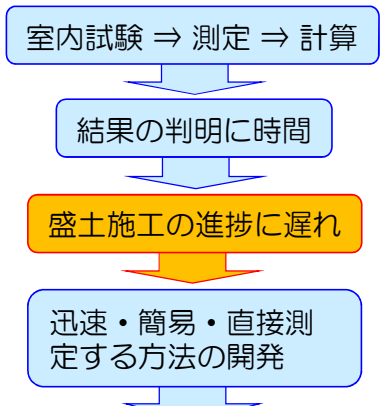 室内試験 ⇒ 測定 ⇒ 計算
結果の判明に時間
盛土施工の進捗に遅れ
迅速・簡易・直接測
定する方法の開発